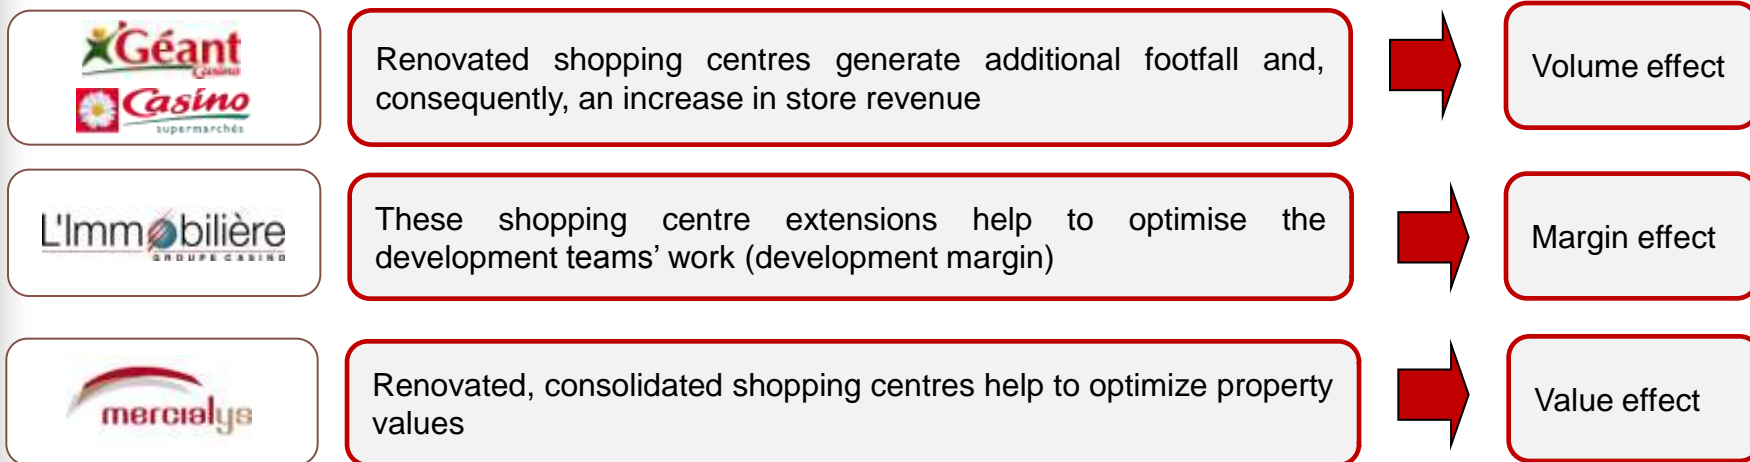 Géant
Casino
Casino
supermarchés
Renovated shopping centres generate additional footfall and,
consequently, an increase in store revenue
Volume effect
L'Immobilière
GROUPE CASINO
These shopping centre extensions help to optimise the
development teams’ work (development margin)
Margin effect
mercialys
Renovated, consolidated shopping centres help to optimize property
values
Value effect